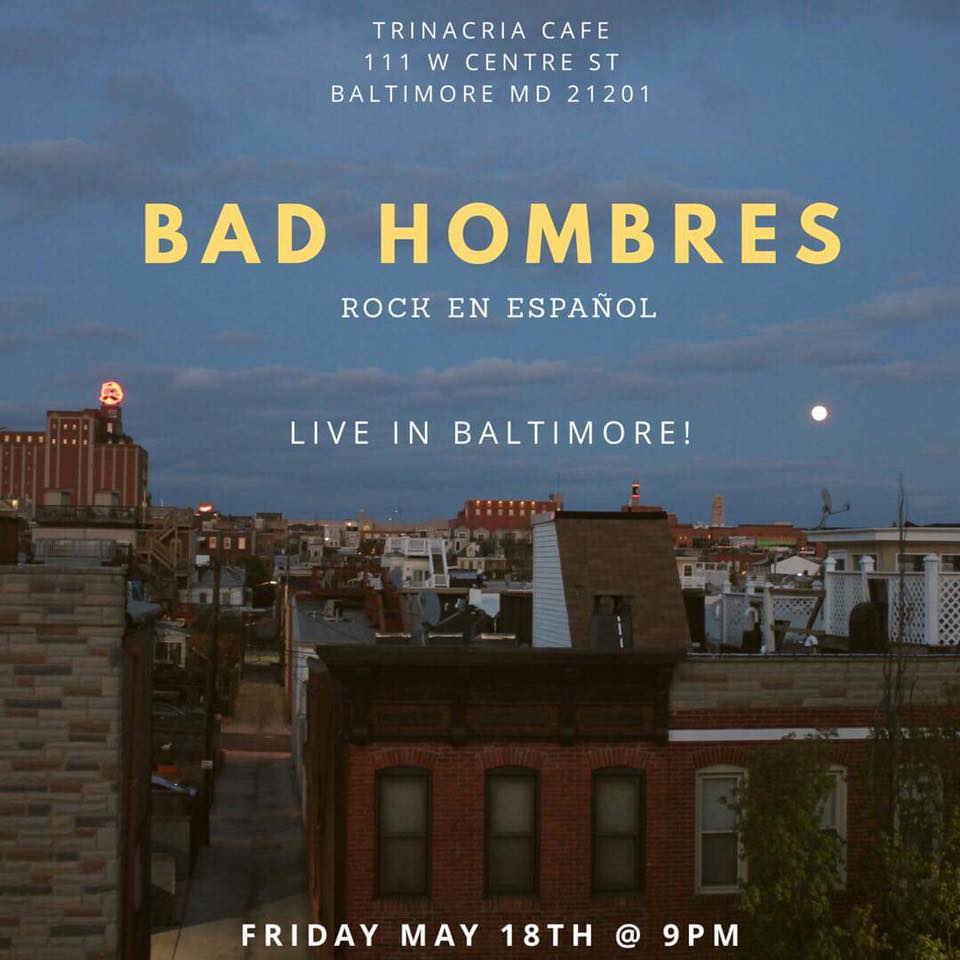 TRINACRIA CAFE
111 W CENTRE ST
BALTIMORE MD 21201
BAD HOMBRES
ROCK EN ESPAÑOL
LIVE IN BALTIMORE!
FRIDAY MAY 18TH @ 9PM